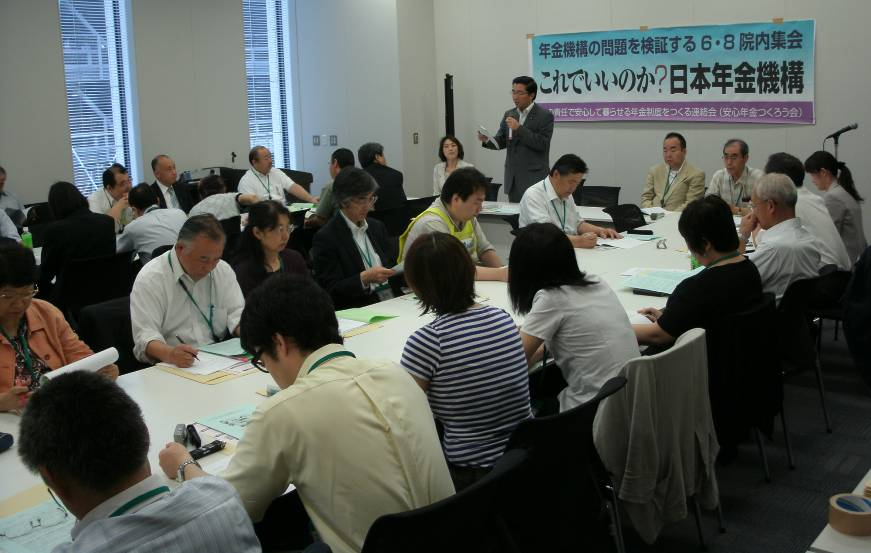 年金機構の問題を検証する6・8院内集会
これでいいのか?日本年金機構
責任で安心して暮らせる年金制度をつくる連絡会(安心年金つくろう会)